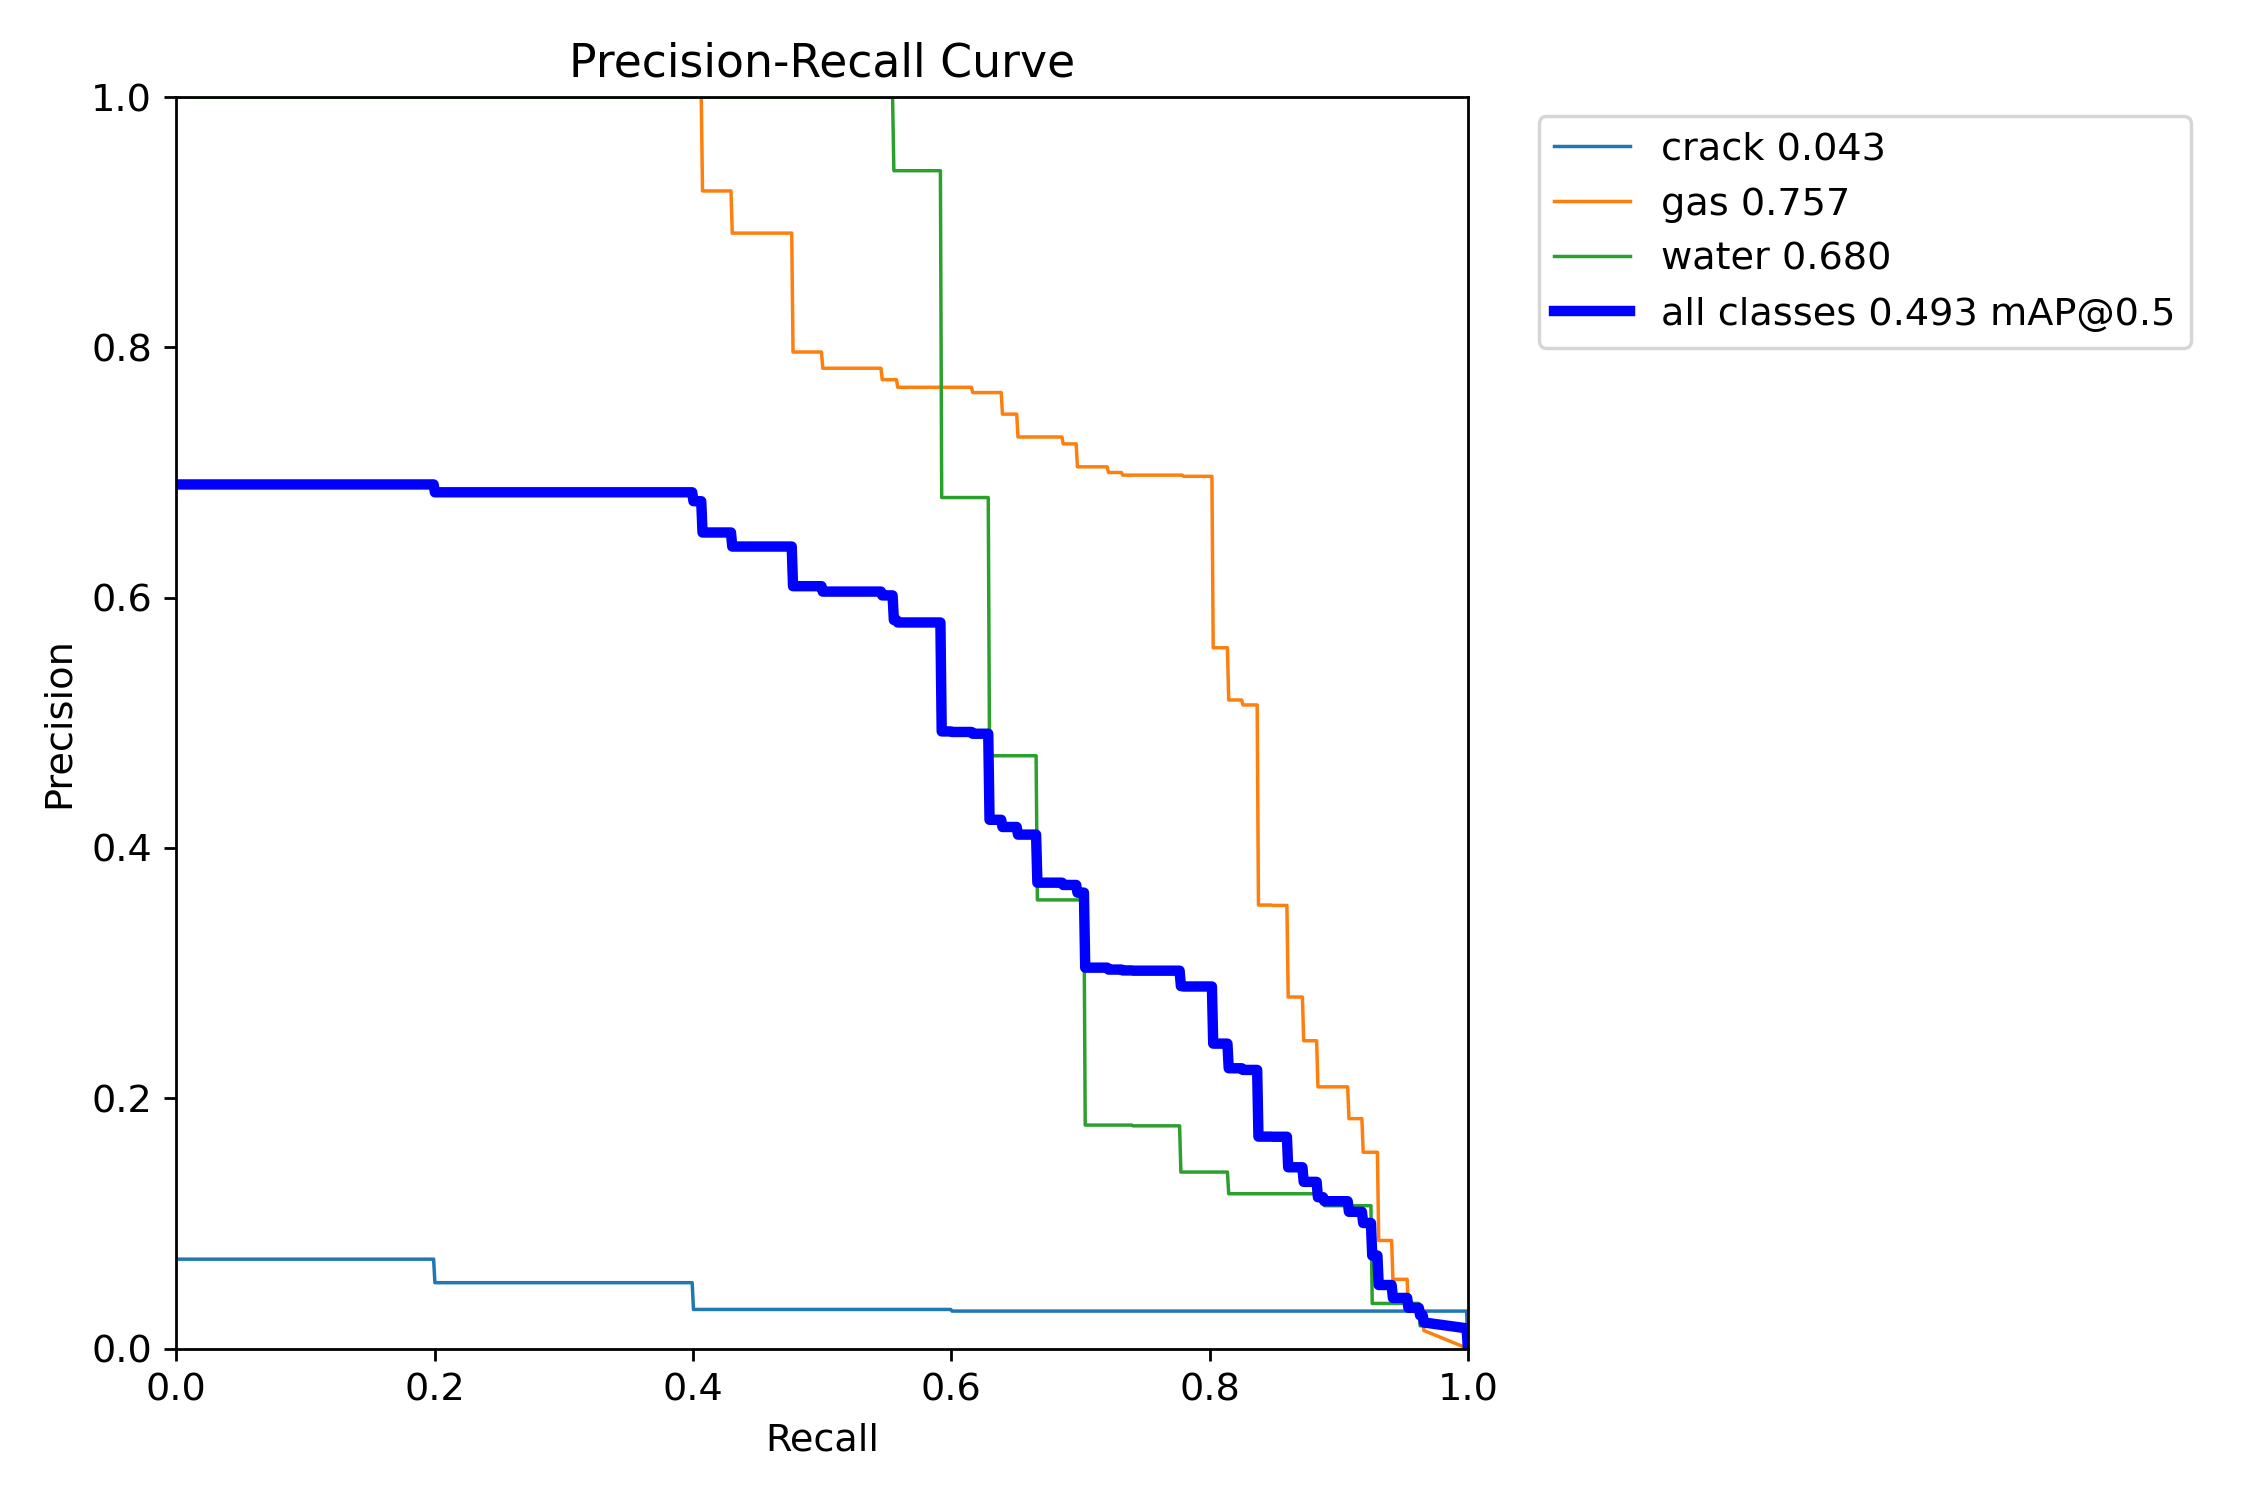 Precision-Recall Curve
1.0
0.8
0.6
0.4
0.2
0.0
Precision
0.0 0.2 0.4 0.6 0.8 1.0
Recall
crack 0.043
gas 0.757
water 0.680
all classes 0.493 mAP@0.5